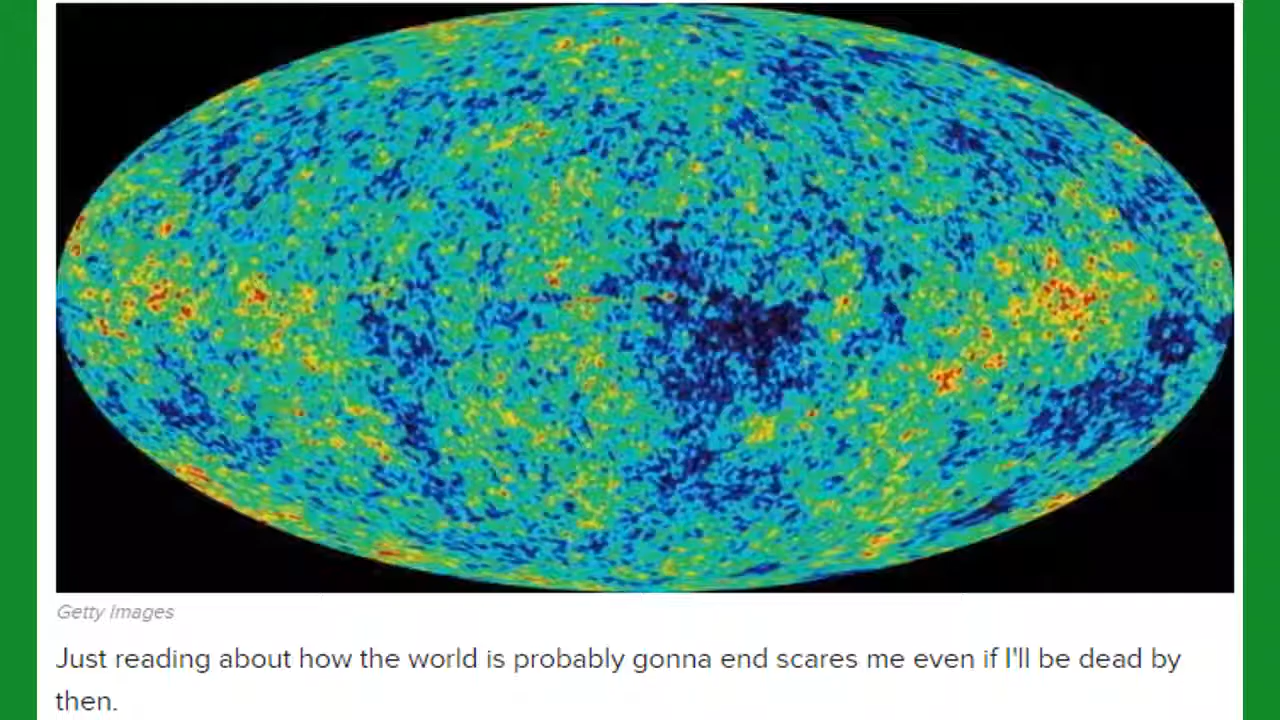 Getty Images
Just reading about how the world is probably gonna end scares me even if I'll be dead by
then.